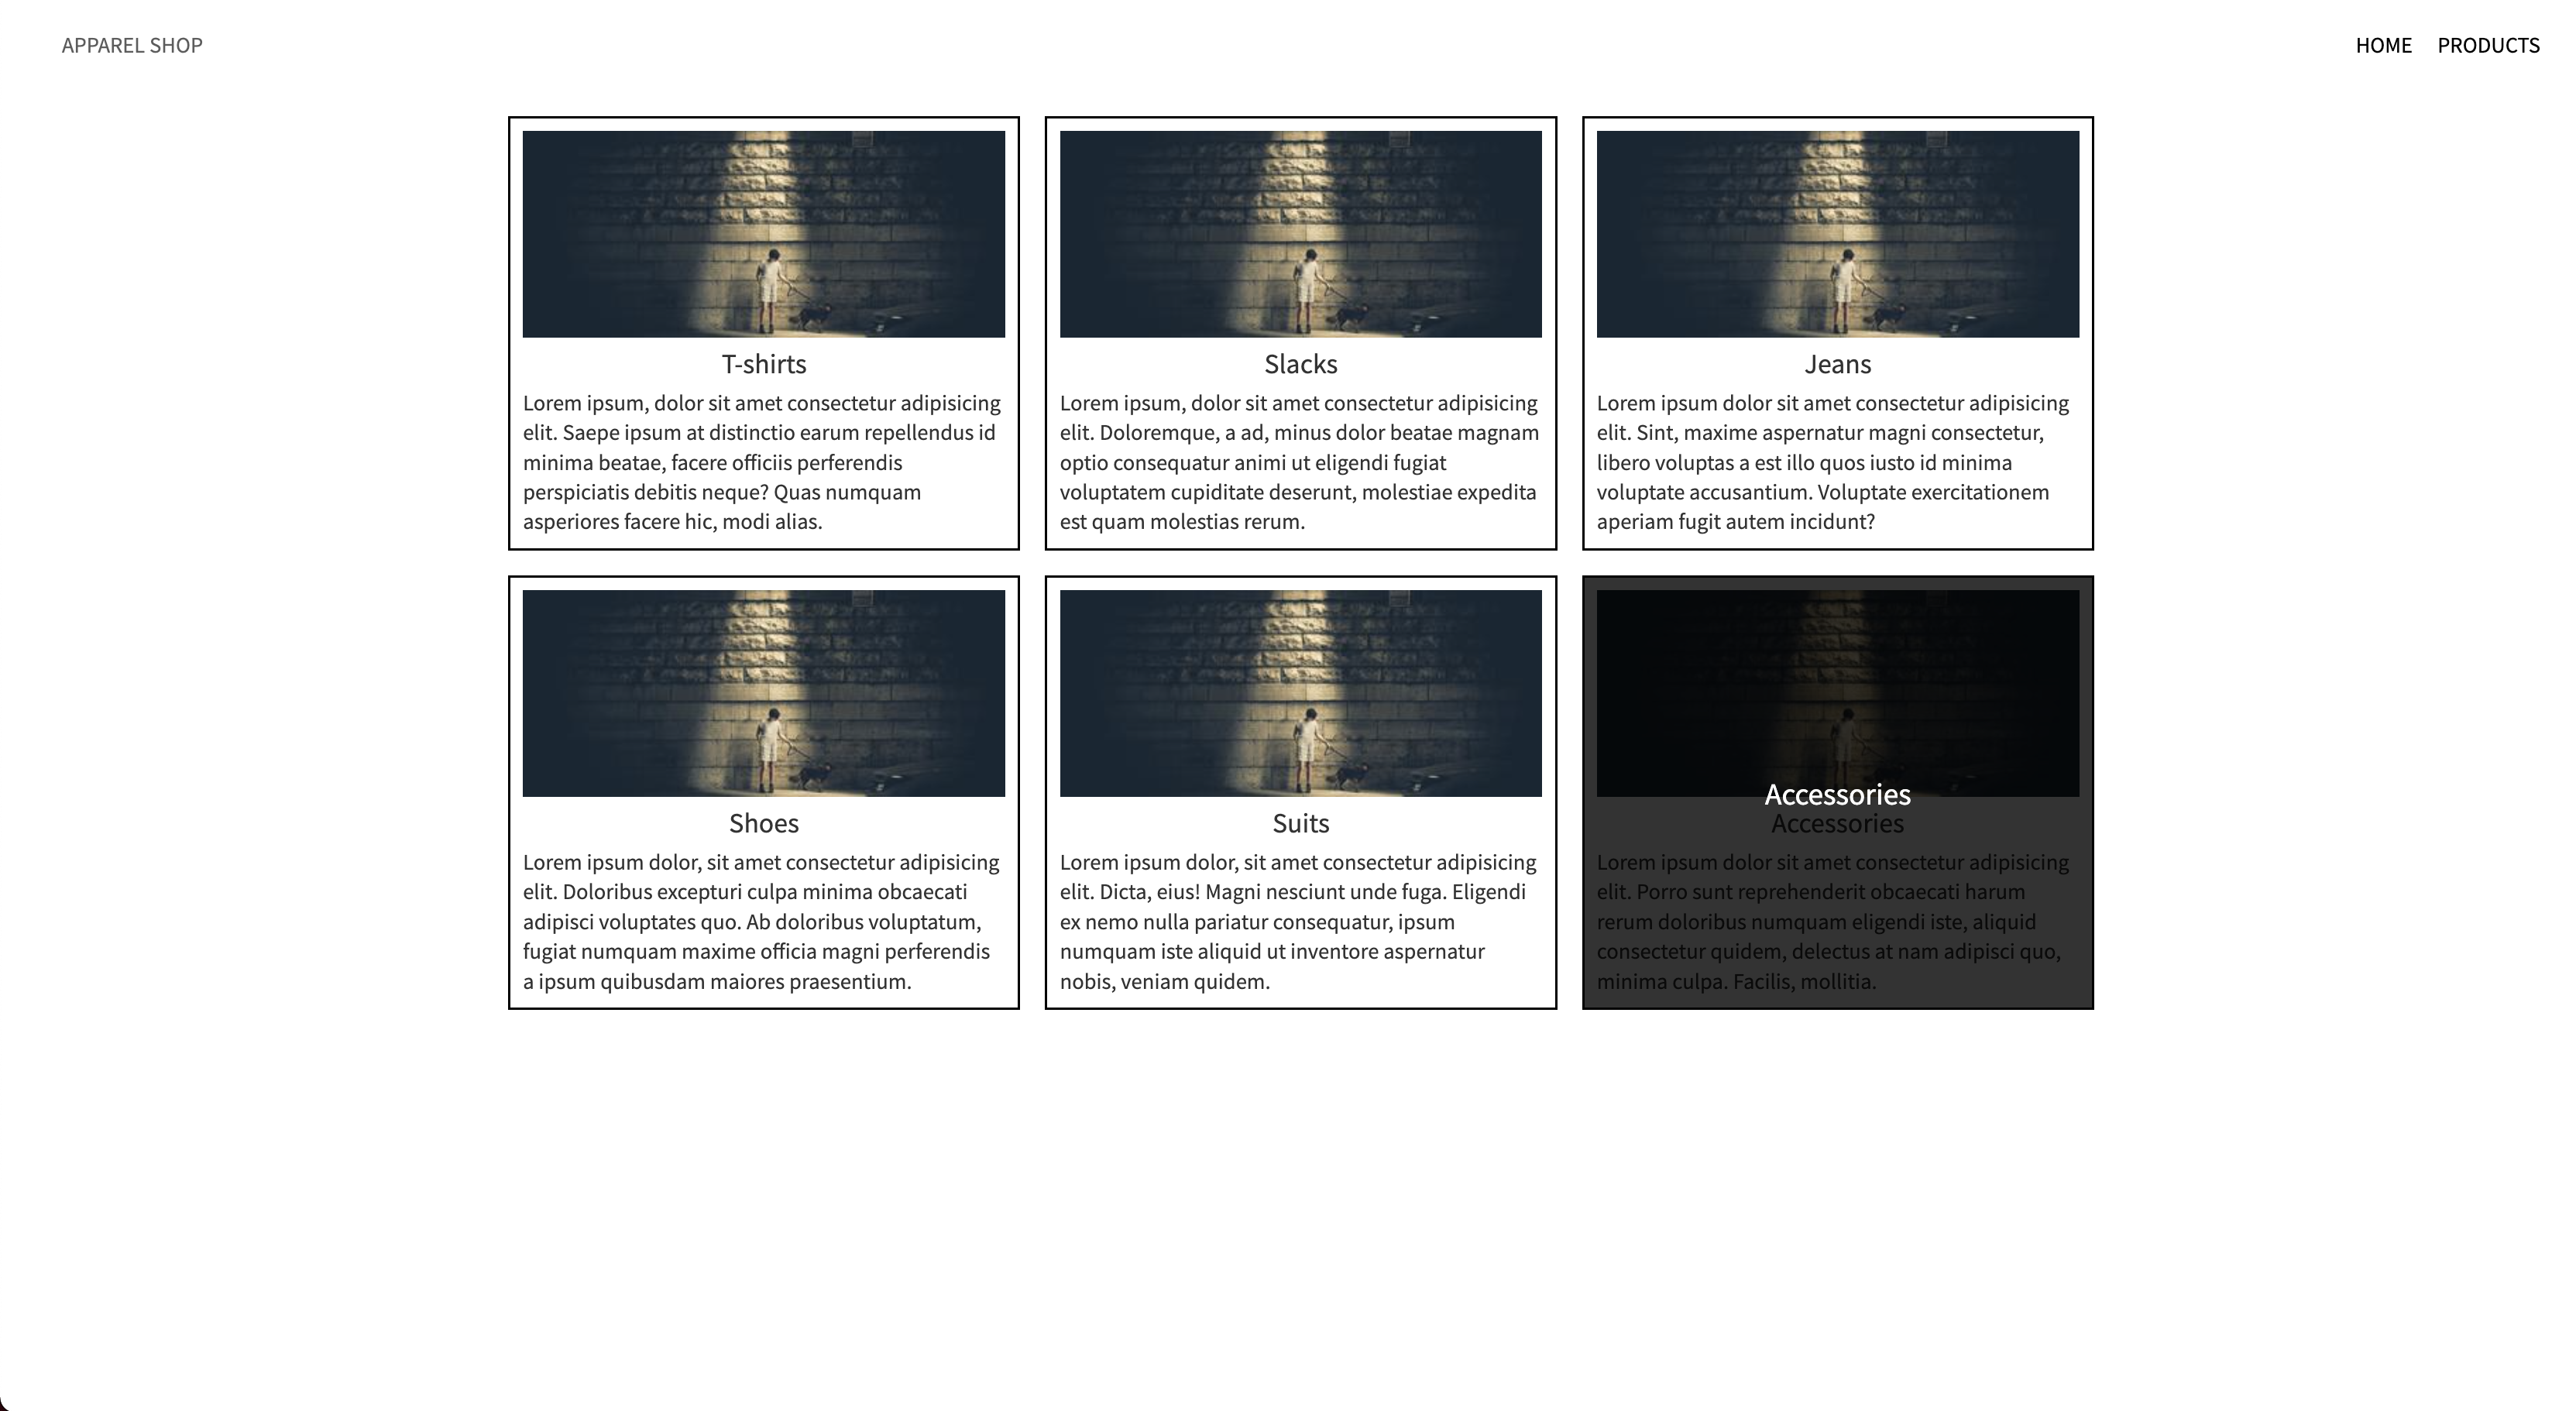 APPAREL SHOP
HOME PRODUCTS
T-shirts
Lorem ipsum, dolor sit amet consectetur adipisicing
elit. Saepe ipsum at distinctio earum repellendus id
minima beatae, facere officiis perferendis
perspiciatis debitis neque? Quas numquam
asperiores facere hic, modi alias.
Slacks
Lorem ipsum, dolor sit amet consectetur adipisicing
elit. Doloremque, a ad, minus dolor beatae magnam
optio consequatur animi ut eligendi fugiat
voluptatem cupiditate deserunt, molestiae expedita
est quam molestias rerum.
Jeans
Lorem ipsum dolor sit amet consectetur adipisicing
elit. Sint, maxime aspernatur magni consectetur,
libero voluptas a est illo quos iusto id minima
voluptate accusantium. Voluptate exercitationem
aperiam fugit autem incidunt?
Shoes
Lorem ipsum dolor, sit amet consectetur adipisicing
elit. Doloribus excepturi culpa minima obcaecati
adipisci voluptates quo. Ab doloribus voluptatum,
fugiat numquam maxime officia magni perferendis
a ipsum quibusdam maiores praesentium.
Suits
Lorem ipsum dolor, sit amet consectetur adipisicing
elit. Dicta, eius! Magni nesciunt unde fuga. Eligendi
ex nemo nulla pariatur consequatur, ipsum
numquam iste aliquid ut inventore aspernatur
nobis, veniam quidem.
Accessories
Accessories
Lorem ipsum dolor sit amet consectetur adipisicing
elit. Porro sunt reprehenderit obcaecati harum
rerum doloribus numquam eligendi iste, aliquid
consectetur quidem, delectus at nam adipisci quo,
minima culpa. Facilis, mollitia.